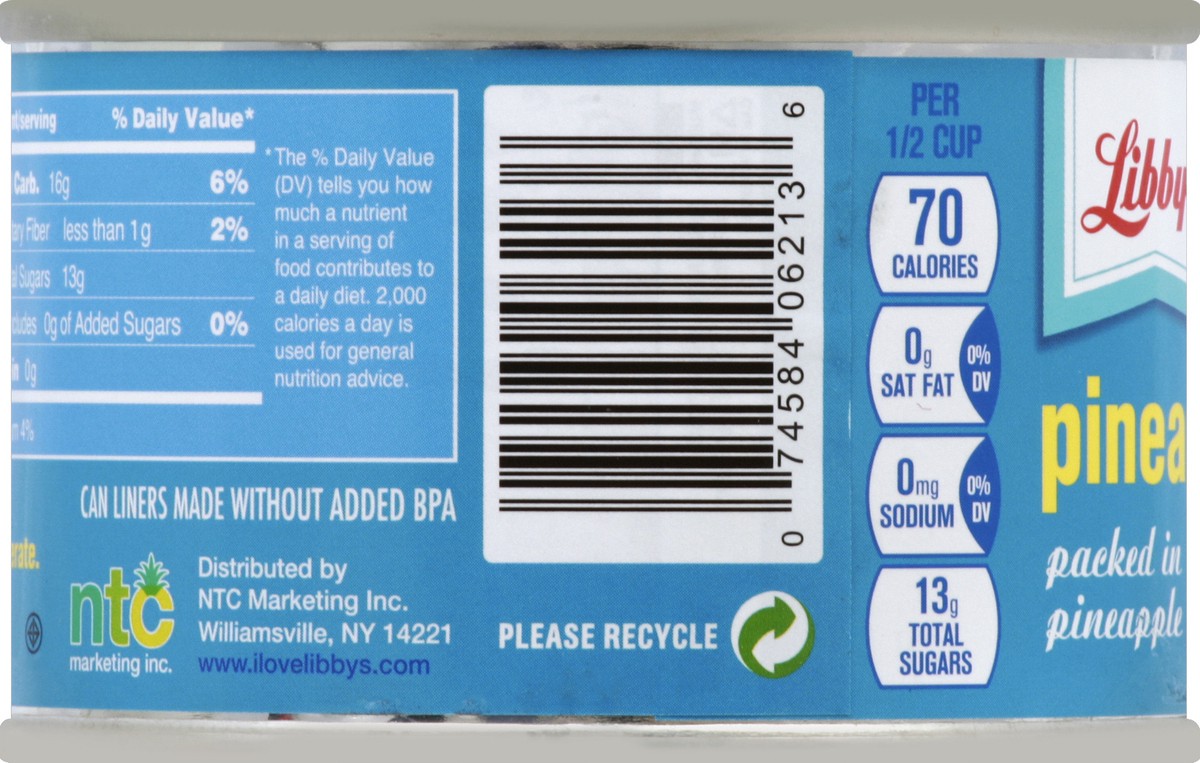 % Daily Value*
Carb. 16g 6%
Fiber less than 1g 2%
Sugars 13g
0g of Added Sugars 0%
0g
4%
* The % Daily Value
(DV) tells you how
much a nutrient
in a serving of
food contributes to
a daily diet. 2,000
calories a day is
used for general
nutrition advice.
CAN LINERS MADE WITHOUT ADDED BPA
ntc
marketing inc.
Distributed by
NTC Marketing Inc.
Williamsville, NY 14221
www.ilovelibbys.com
0 74584 06213 6
PLEASE RECYCLE
PER
1/2 CUP
70
CALORIES
0g
SAT FAT
0%
DV
0mg
SODIUM
0%
DV
13g
TOTAL
SUGARS
Libby
pinea
packed in
pineapple